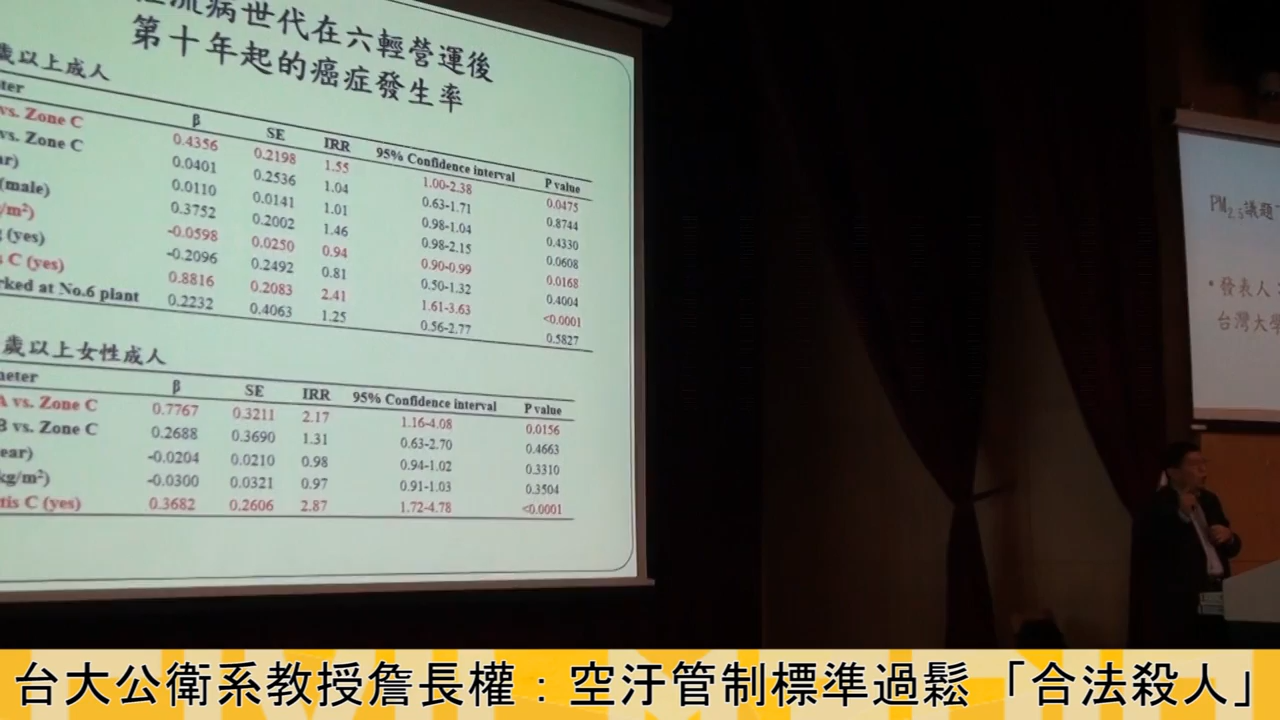 流病世代在六輕營運後
第十年起的癌症發生率
歲以上成人
β SE IRR 95% Confidence interval P value
vs. Zone C 0.4356 0.2198 1.55 1.00-2.38 0.0475
vs. Zone C 0.0401 0.2536 1.04 0.63-1.71 0.8744
0.0110 0.0141 1.01 0.98-1.04 0.4330
(male) 0.3752 0.2002 1.46 0.98-2.15 0.0608
/m²) -0.0598 0.0250 0.94 0.90-0.99 0.0168
(yes) -0.2096 0.2492 0.81 0.50-1.32 0.4004
C (yes) 0.8816 0.2083 2.41 1.61-3.63 <0.0001
rked at No.6 plant 0.2232 0.4063 1.25 0.56-2.77 0.5827
歲以上女性成人
meter β SE IRR 95% Confidence interval P value
A vs. Zone C 0.7767 0.3211 2.17 1.16-4.08 0.0156
B vs. Zone C 0.2688 0.3690 1.31 0.63-2.70 0.4663
ear) -0.0204 0.0210 0.98 0.94-1.02 0.3310
kg/m²) -0.0300 0.0321 0.97 0.91-1.03 0.3504
tis C (yes) 0.3682 0.2606 2.87 1.72-4.78 <0.0001
PM2.5議題
•發表人：
台灣大學
台大公衛系教授詹長權：空汙管制標準過鬆「合法殺人」